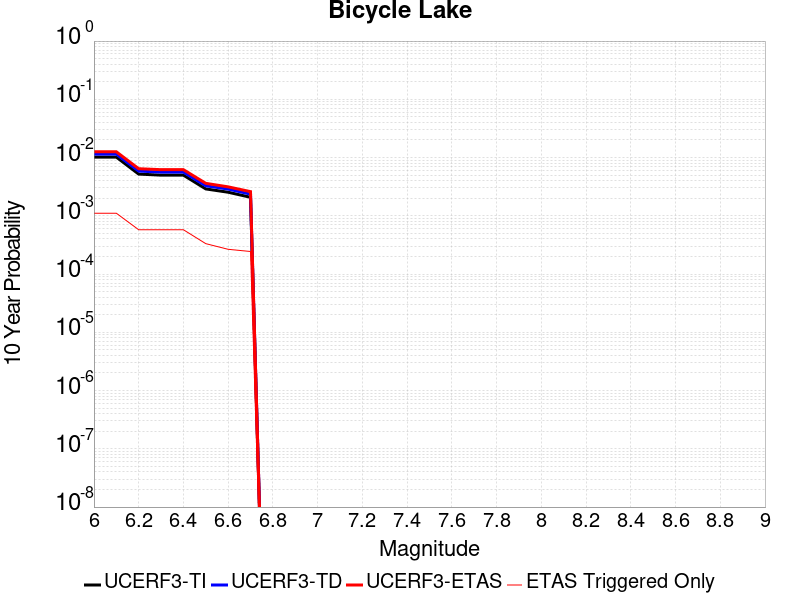 Bicycle Lake
10 0
10 -1
10 -2
10 -3
10 -4
10 -5
10 -6
10 -7
10 -8
10 Year Probability
6 6.2 6.4 6.6 6.8 7 7.2 7.4 7.6 7.8 8 8.2 8.4 8.6 8.8 9
Magnitude
UCERF3-TI UCERF3-TD UCERF3-ETAS ETAS Triggered Only